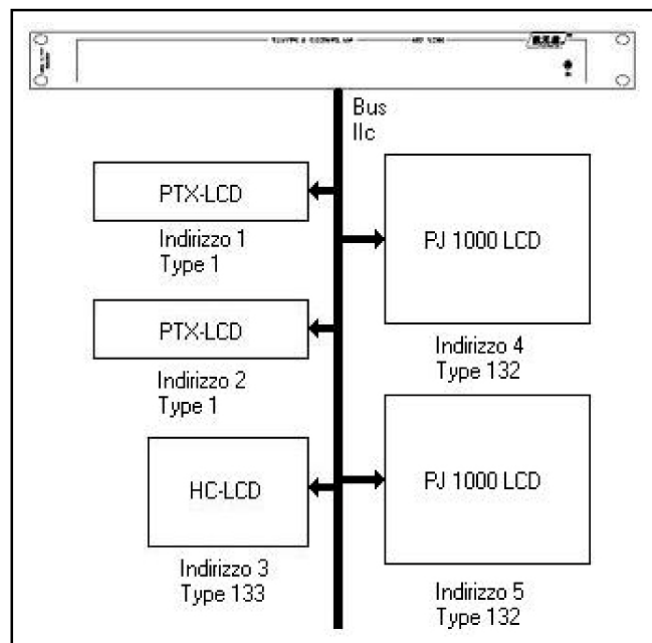 Bus
IIc
PTX-LCD
Indirizzo 1
Type 1
PJ 1000 LCD
Indirizzo 4
Type 132
PTX-LCD
Indirizzo 2
Type 1
HC-LCD
Indirizzo 3
Type 133
PJ 1000 LCD
Indirizzo 5
Type 132